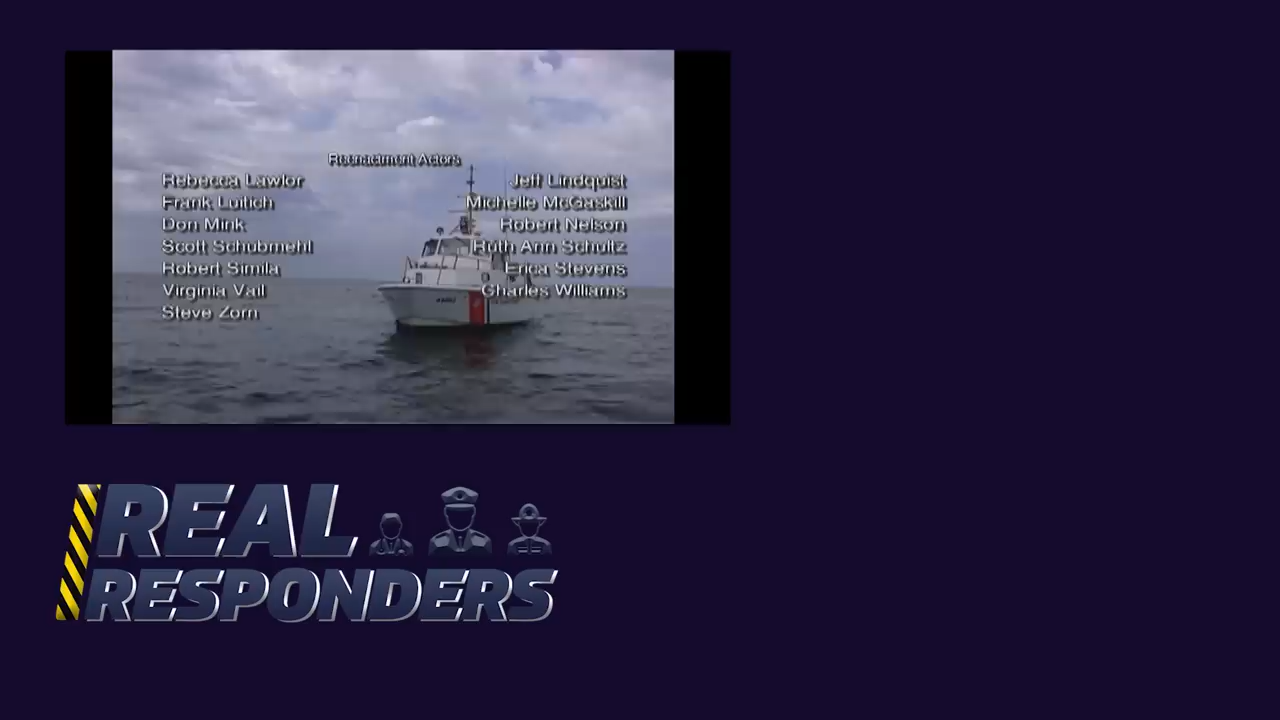 Reenactment Actors
Rebecca Lawlor Jeff Lindquist
Frank Luitich Michelle McGaskill
Don Mink Robert Nelson
Scott Schubmehl Ruth Ann Schultz
Robert Simila Erica Stevens
Virginia Vail Charles Williams
Steve Zorn
REAL
RESPONDERS